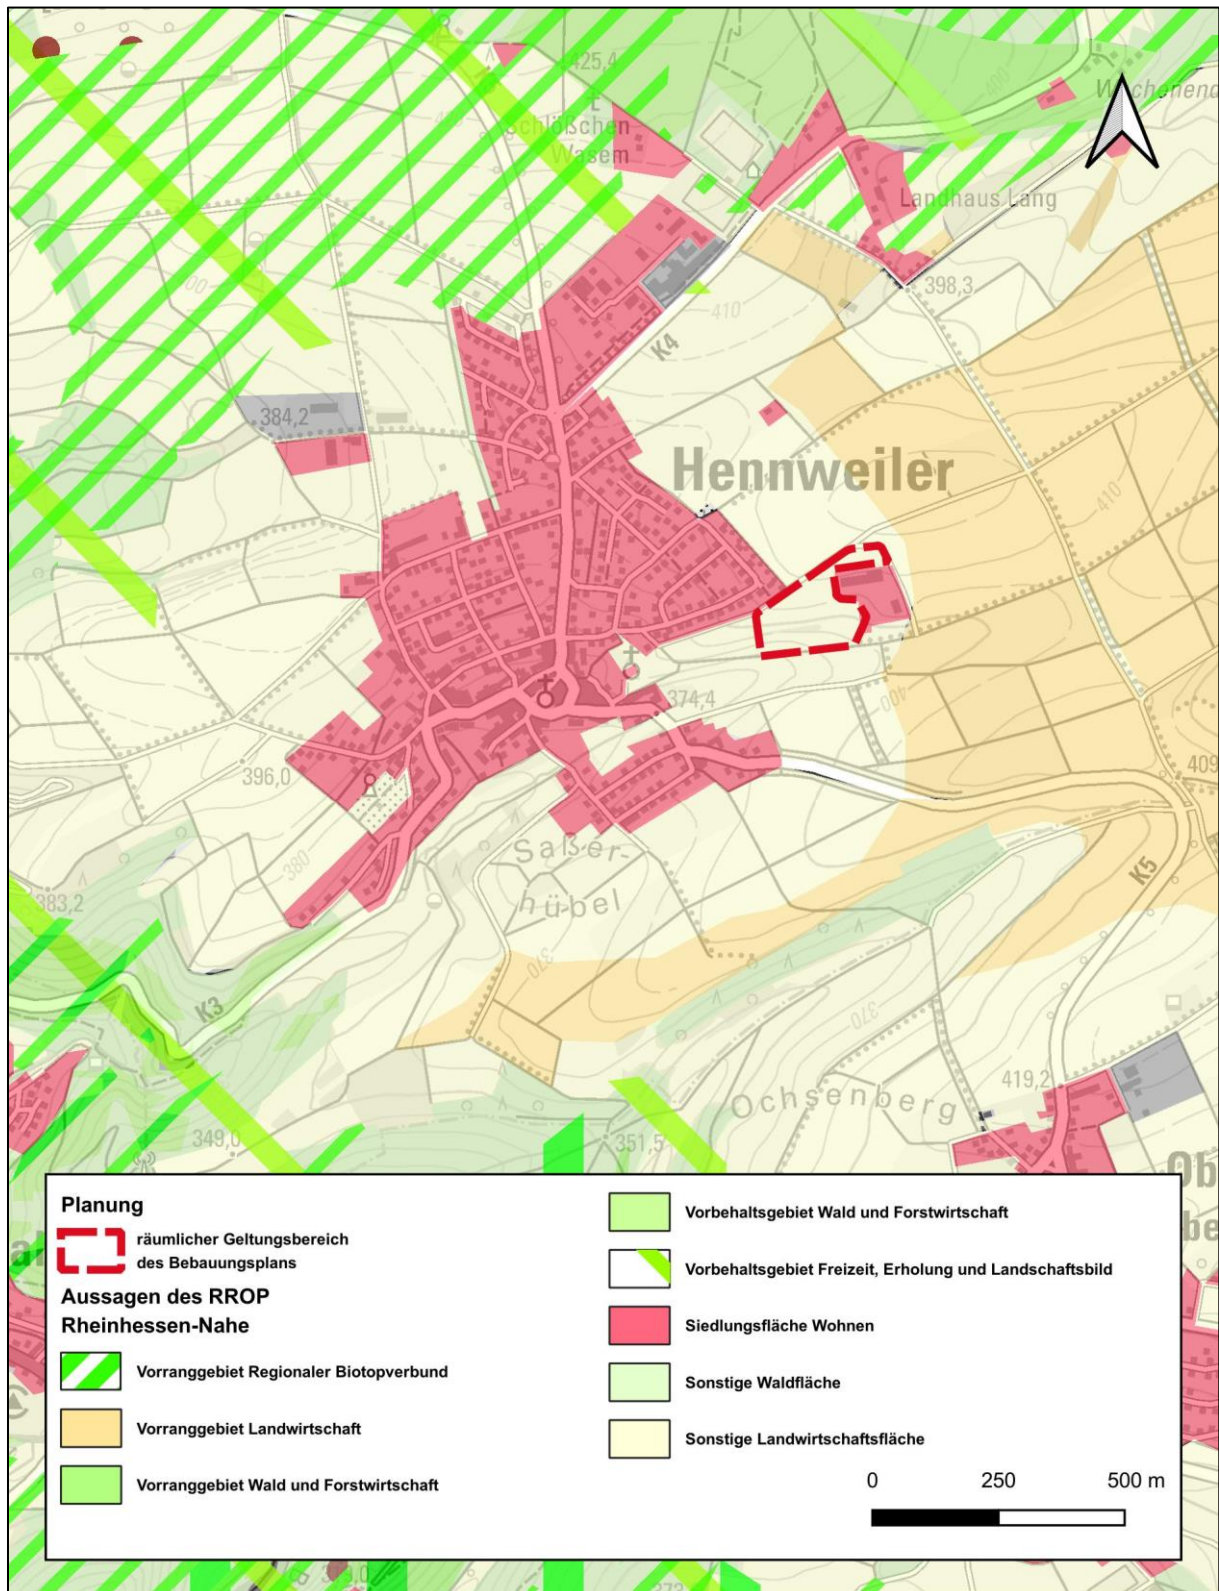 425,4
Schlößchen
Wasem
Landhaus Lang
398,3
400
410
K4
384,2
Hennweiler
410
374,4
400
396,0
409
380
Saßer-
hübel
K5
383,2
370
K3
370
419,2
Ochsenberg
349,0
351,5
Planung
räumlicher Geltungsbereich
des Bebauungsplans
Aussagen des RROP
Rheinhessen-Nahe
Vorranggebiet Regionaler Biotopverbund
Vorranggebiet Landwirtschaft
Vorranggebiet Wald und Forstwirtschaft
Vorbehaltsgebiet Wald und Forstwirtschaft
Vorbehaltsgebiet Freizeit, Erholung und Landschaftsbild
Siedlungsfläche Wohnen
Sonstige Waldfläche
Sonstige Landwirtschaftsfläche
0 250 500 m